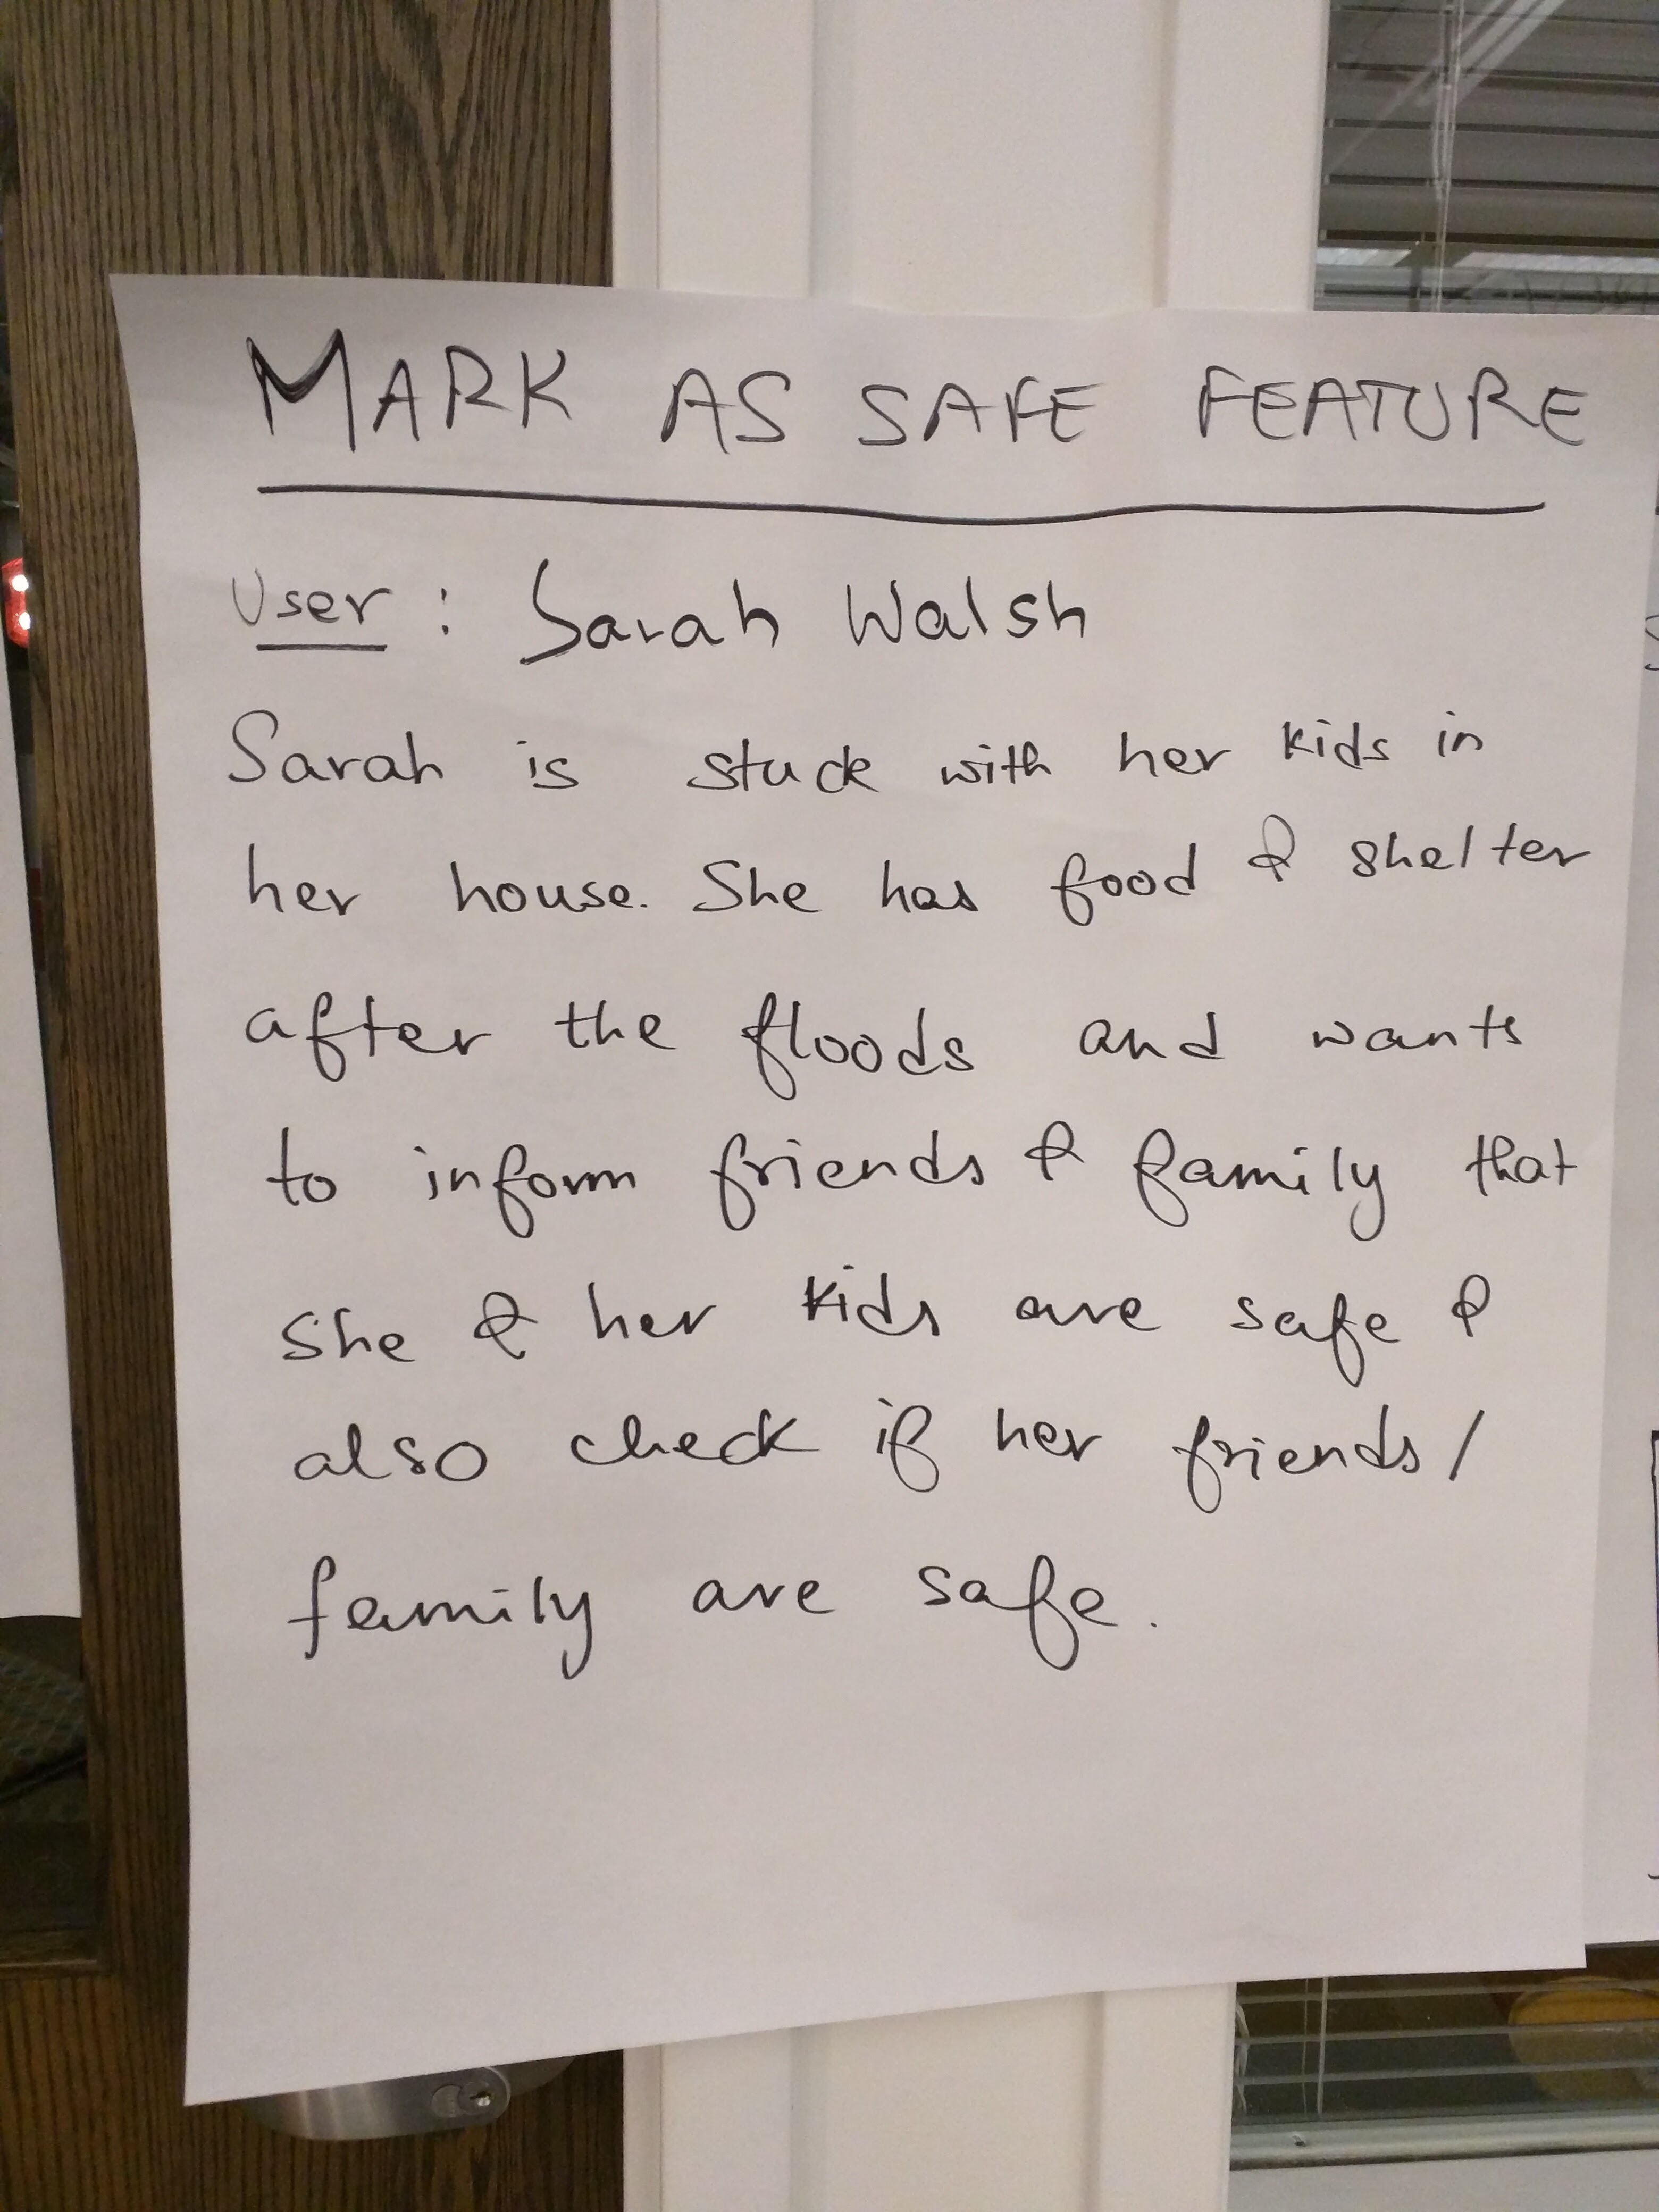 MARK AS SAFE FEATURE
User : Sarah Walsh
Sarah is stuck with her kids in
her house. She has food & shelter
after the floods and wants
to inform friends & family that
she & her kids are safe &
also check if her friends/
family are safe.